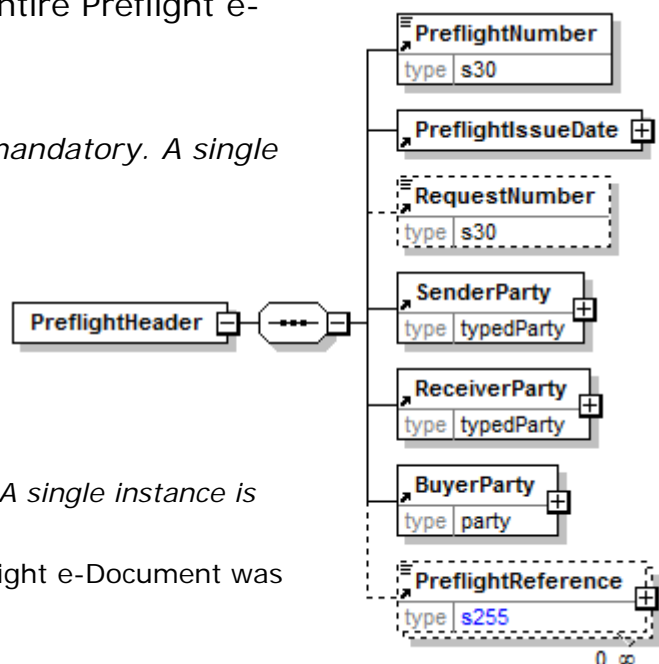 ntire Preflight e-
nandatory. A single
A single instance is
ight e-Document was
PreflightHeader
PreflightNumber
type s30
PreflightIssueDate
RequestNumber
type s30
SenderParty
type typedParty
ReceiverParty
type typedParty
BuyerParty
type party
PreflightReference
type s255
0 ∞